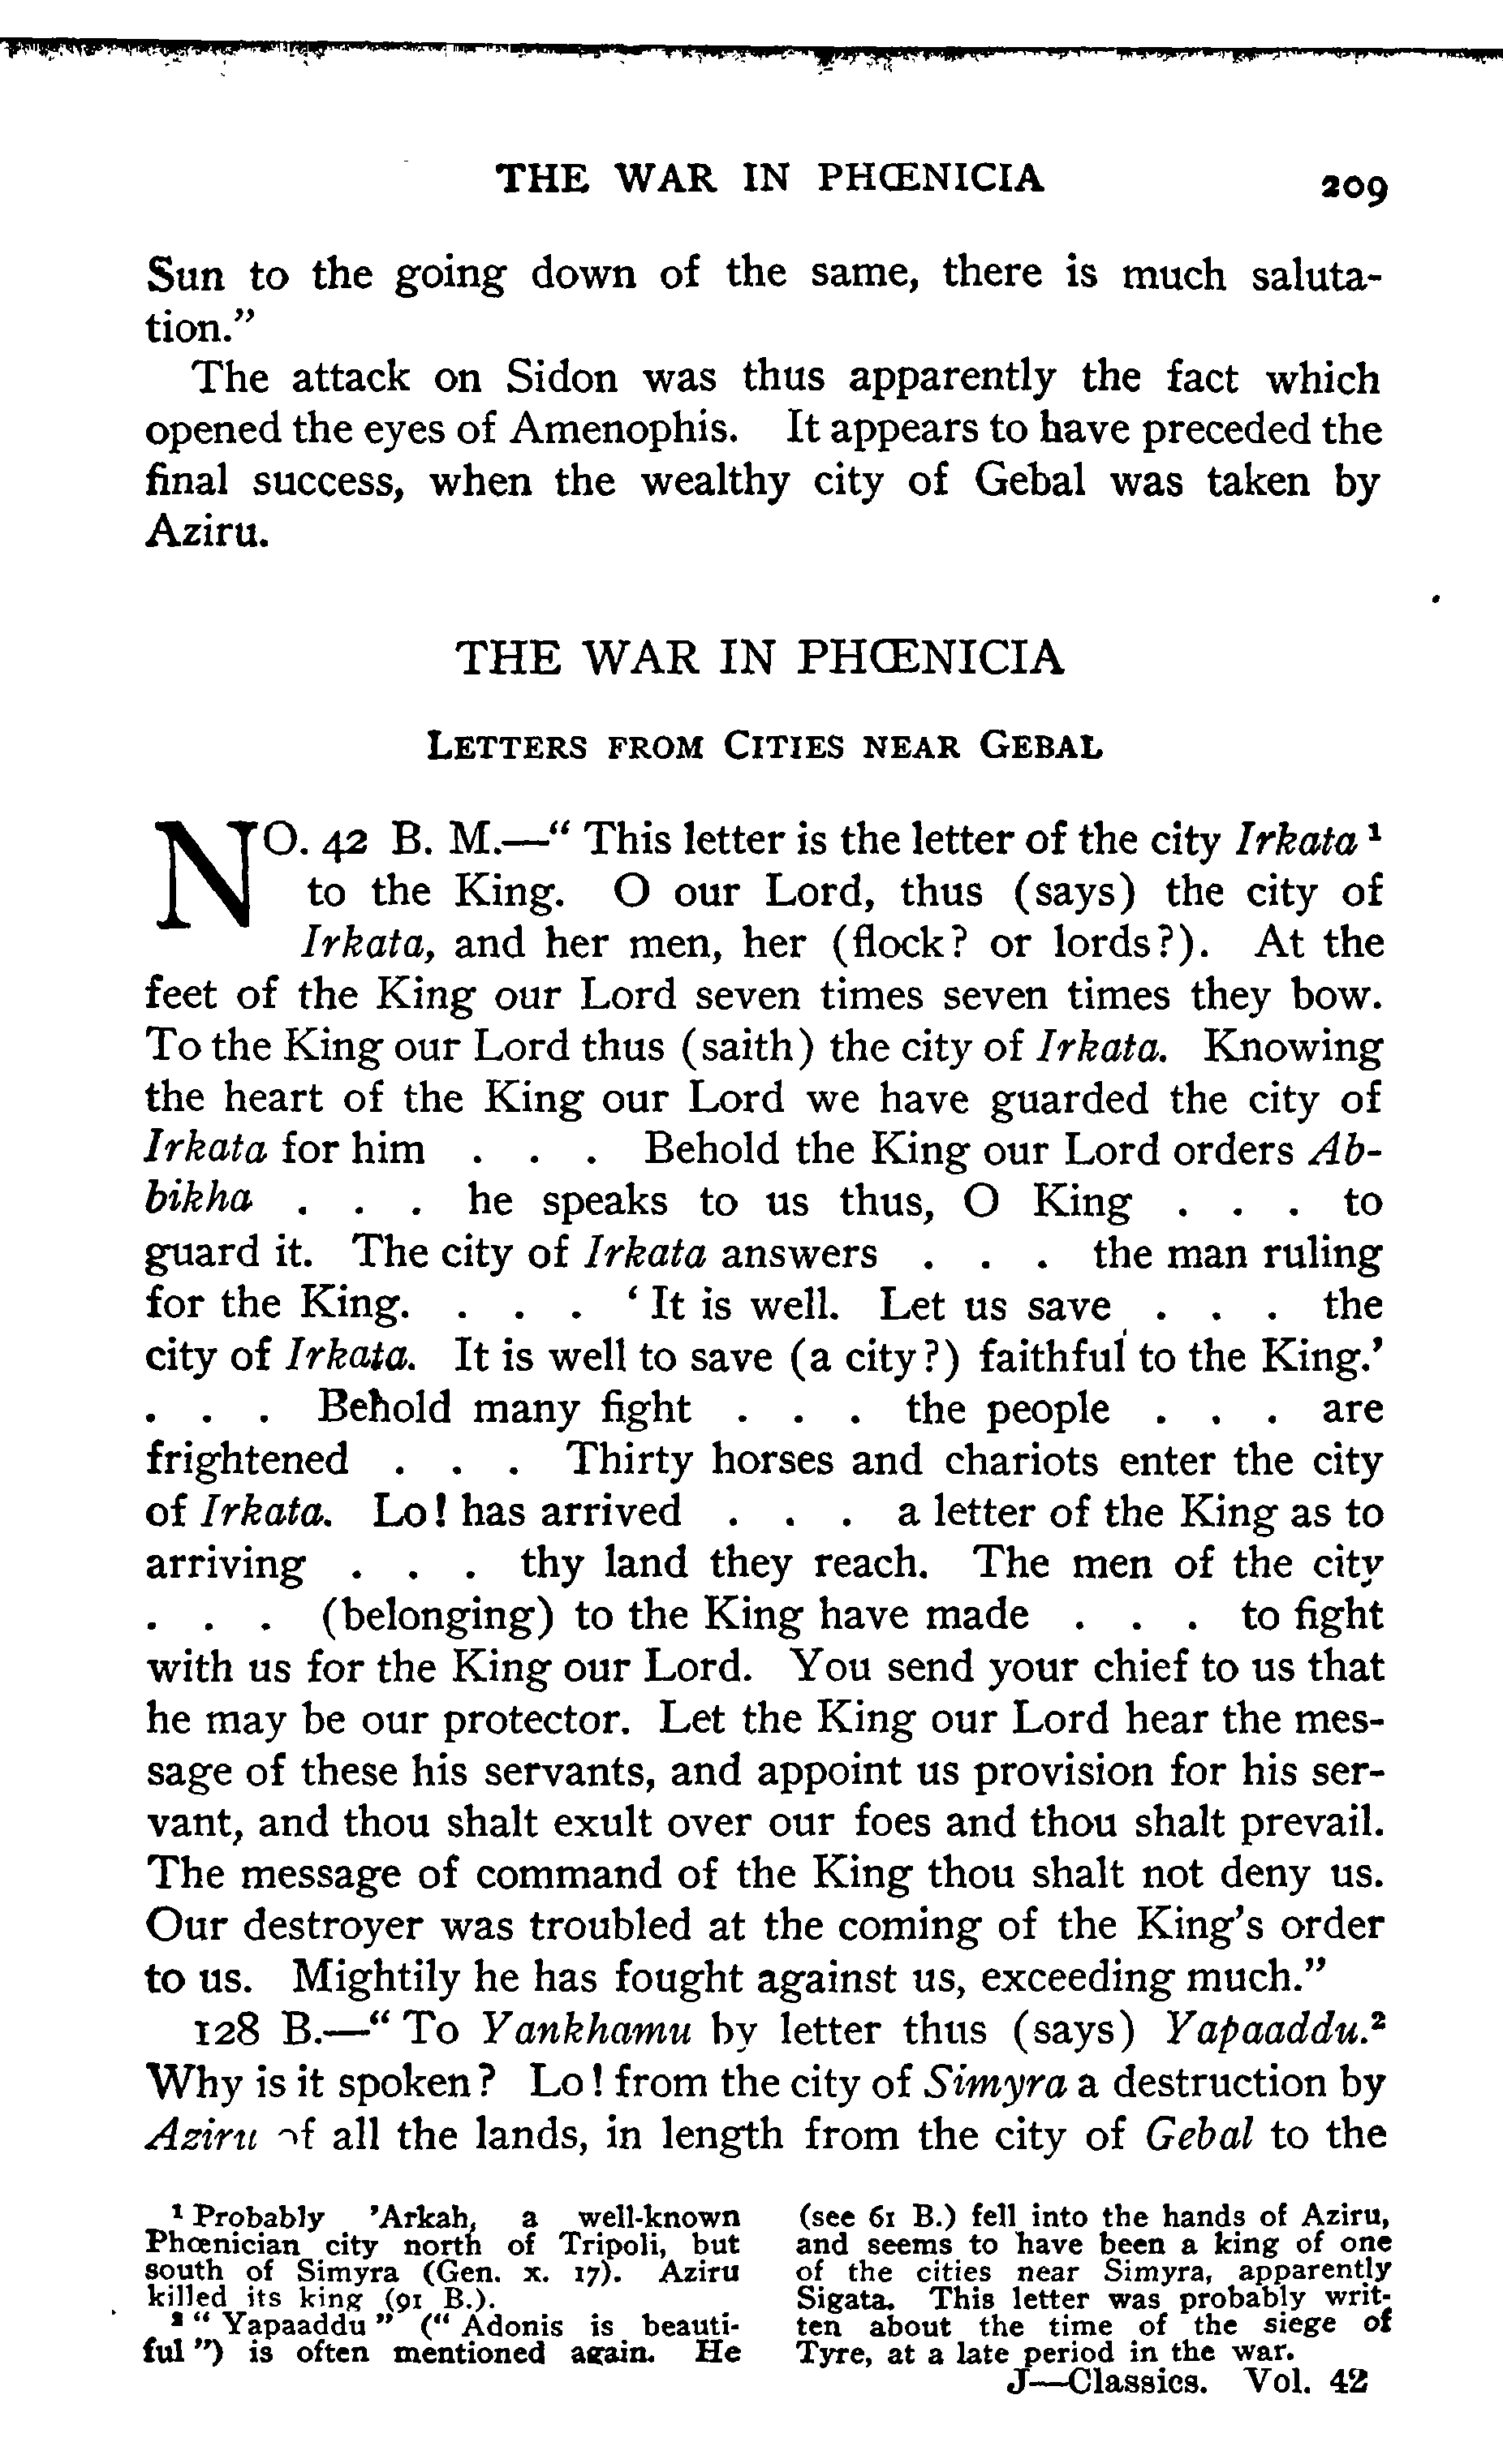 THE WAR IN PHŒNICIA 209
Sun to the going down of the same, there is much saluta-
tion."
The attack on Sidon was thus apparently the fact which
opened the eyes of Amenophis. It appears to have preceded the
final success, when the wealthy city of Gebal was taken by
Aziru.
THE WAR IN PHŒNICIA
LETTERS FROM CITIES NEAR GEBAL
NO. 42 B. M.—" This letter is the letter of the city Irkata ¹
to the King. O our Lord, thus (says) the city of
Irkata, and her men, her (flock? or lords?). At the
feet of the King our Lord seven times seven times they bow.
To the King our Lord thus (saith) the city of Irkata. Knowing
the heart of the King our Lord we have guarded the city of
Irkata for him . . . Behold the King our Lord orders Ab-
bikha . . . he speaks to us thus, O King . . . to
guard it. The city of Irkata answers . . . the man ruling
for the King. . . . ' It is well. Let us save . . . the
city of Irkata. It is well to save (a city?) faithful to the King.'
. . . Behold many fight . . . the people . . . are
frightened . . . Thirty horses and chariots enter the city
of Irkata. Lo! has arrived . . . a letter of the King as to
arriving . . . thy land they reach. The men of the city
. . . (belonging) to the King have made . . . to fight
with us for the King our Lord. You send your chief to us that
he may be our protector. Let the King our Lord hear the mes-
sage of these his servants, and appoint us provision for his ser-
vant, and thou shalt exult over our foes and thou shalt prevail.
The message of command of the King thou shalt not deny us.
Our destroyer was troubled at the coming of the King's order
to us. Mightily he has fought against us, exceeding much."
128 B.—" To Yankhamu by letter thus (says) Yapaaddu.²
Why is it spoken? Lo! from the city of Simyra a destruction by
Aziru of all the lands, in length from the city of Gebal to the
¹ Probably 'Arkah, a well-known
Phœnician city north of Tripoli, but
south of Simyra (Gen. x. 17). Aziru
killed its king (91 B.).
² " Yapaaddu " (" Adonis is beauti-
ful ") is often mentioned again. He
(see 61 B.) fell into the hands of Aziru,
and seems to have been a king of one
of the cities near Simyra, apparently
Sigata. This letter was probably writ-
ten about the time of the siege of
Tyre, at a late period in the war.
J—Classics. Vol. 42